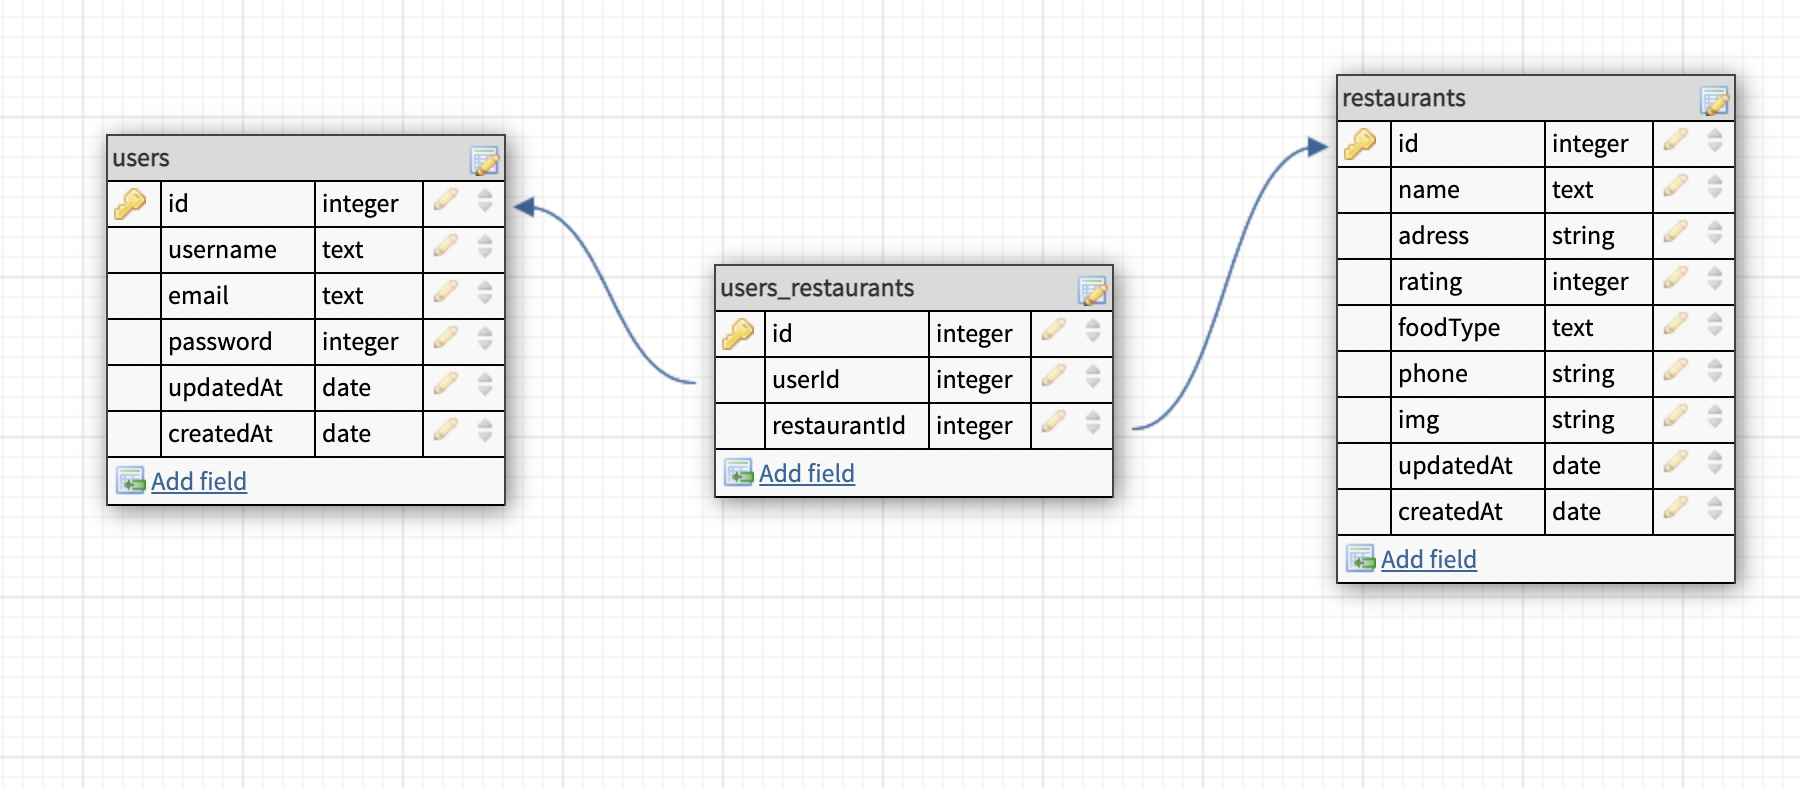 users
id integer
username text
email text
password integer
updatedAt date
createdAt date
Add field
users_restaurants
id integer
userId integer
restaurantId integer
Add field
restaurants
id integer
name text
adress string
rating integer
foodType text
phone string
img string
updatedAt date
createdAt date
Add field